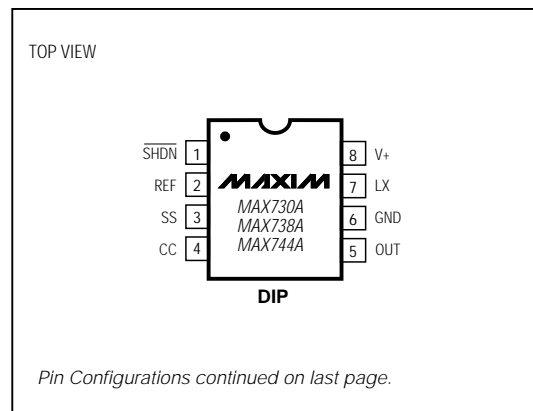 TOP VIEW
SHDN 1
REF 2
SS 3
CC 4
MAXIM
MAX730A
MAX738A
MAX744A
8 V+
7 LX
6 GND
5 OUT
DIP
Pin Configurations continued on last page.